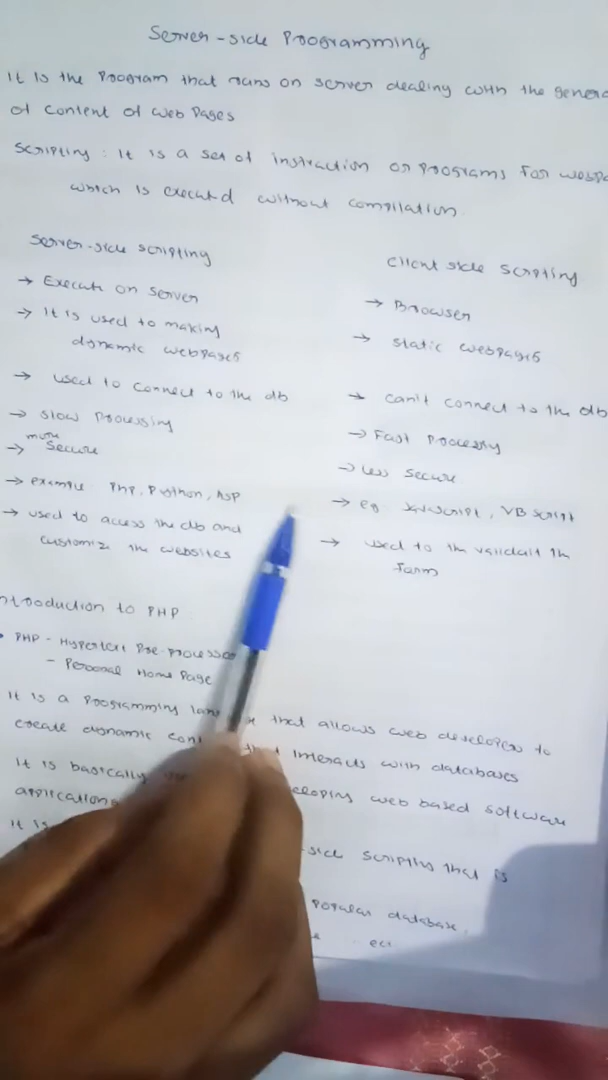 Server-side Programming
It is the Program that runs on server dealing with the
of content of web Pages
Scripting : It is a set of instruction or Programs for
which is executed without compilation
Server-side scripting
→ Execute on Server
→ It is used to making
dynamic webpages
→ used to connect to the db
→ Slow Processing
→ more Secure
→ example Php, Python, ASP
→ used to access the db and
customize the websites
Client side Scripting
→ Browser
→ static webpages
→ can't connect to the db
→ Fast
→ less secure
→ eg Javascript, VB script
→ used to the the
form
to PHP
PHP - Hypertext Pre-processor
- Personal Home Page
It is a Programming that allows web developer to
create dynamic interacts with databases
It is basically web based software
It is side scripting that is
Popular database,